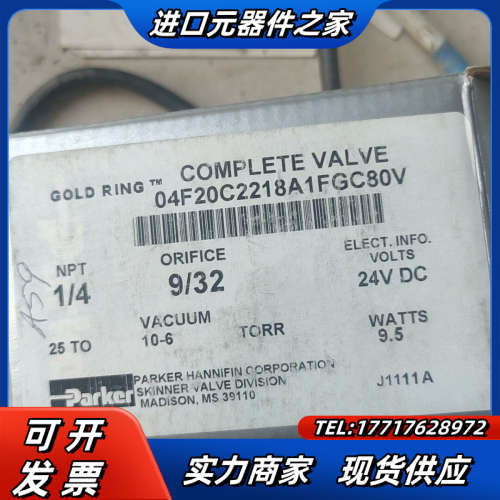 进口元器件之家
GOLD RING™ COMPLETE VALVE
04F20C2218A1FGC80V
NPT
1/4
ORIFICE
9/32
ELECT. INFO.
VOLTS
24V DC
25 TO
VACUUM
10-6
TORR
WATTS
9.5
Parker
PARKER HANNIFIN CORPORATION
SKINNER VALVE DIVISION
MADISON, MS 39110
J1111A
TEL:17717628972
可开
发票
实力商家 现货供应